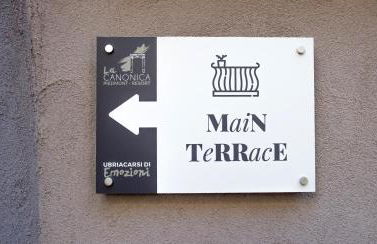 La
CANONICA
PIEDMONT · RESORT
UBRIACARSI DI
Emozioni
MaiN
TeRRacE